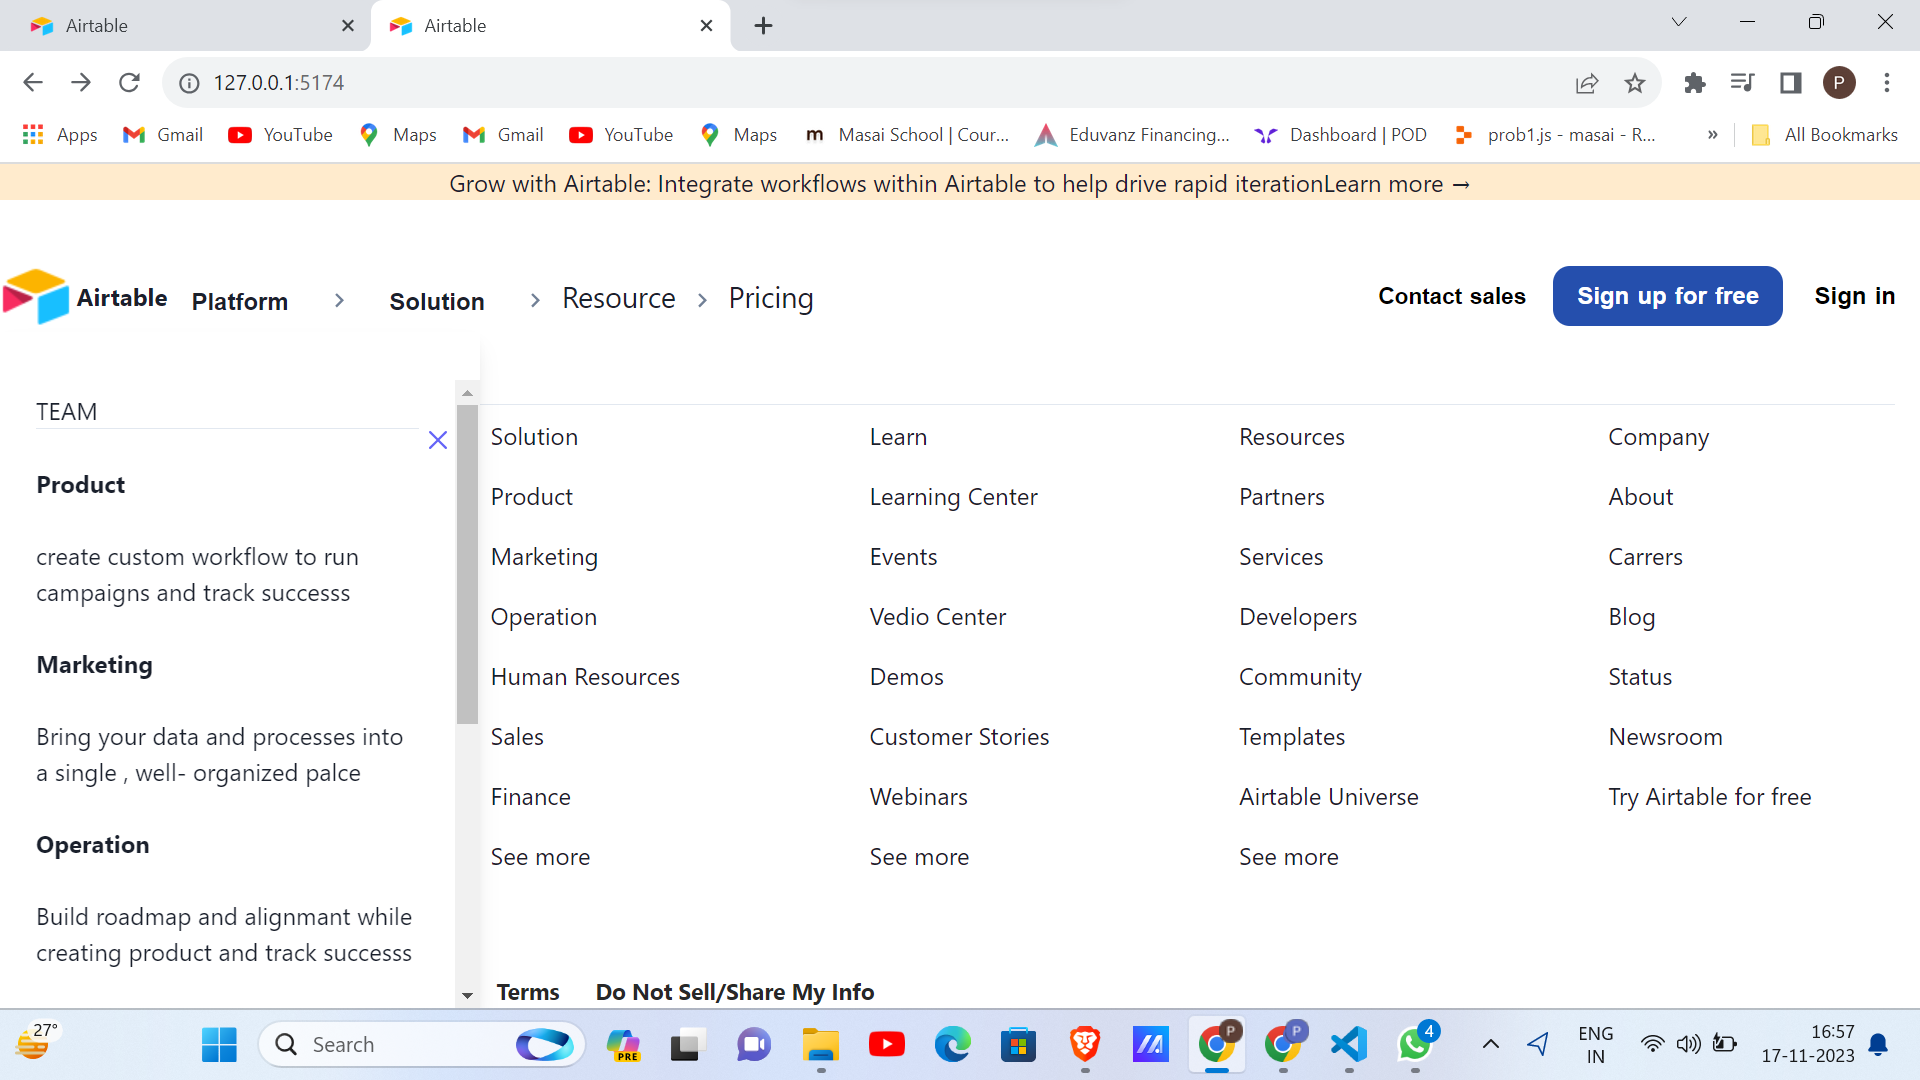 Airtable
Airtable
127.0.0.1:5174
P
Apps
Gmail
YouTube
Maps
Gmail
YouTube
Maps
m Masai School | Cour...
Eduvanz Financing...
Dashboard | POD
prob1.js - masai - R...
»
All Bookmarks
Grow with Airtable: Integrate workflows within Airtable to help drive rapid iterationLearn more →
Airtable
Platform
Solution
Resource
Pricing
Contact sales
Sign up for free
Sign in
TEAM
Product
create custom workflow to run
campaigns and track successs
Marketing
Bring your data and processes into
a single , well- organized palce
Operation
Build roadmap and alignmant while
creating product and track successs
Solution
Product
Marketing
Operation
Human Resources
Sales
Finance
See more
Learn
Learning Center
Events
Vedio Center
Demos
Customer Stories
Webinars
See more
Resources
Partners
Services
Developers
Community
Templates
Airtable Universe
See more
Company
About
Carrers
Blog
Status
Newsroom
Try Airtable for free
Terms
Do Not Sell/Share My Info
27°
Search
PRE
P
P
4
ENG
IN
16:57
17-11-2023